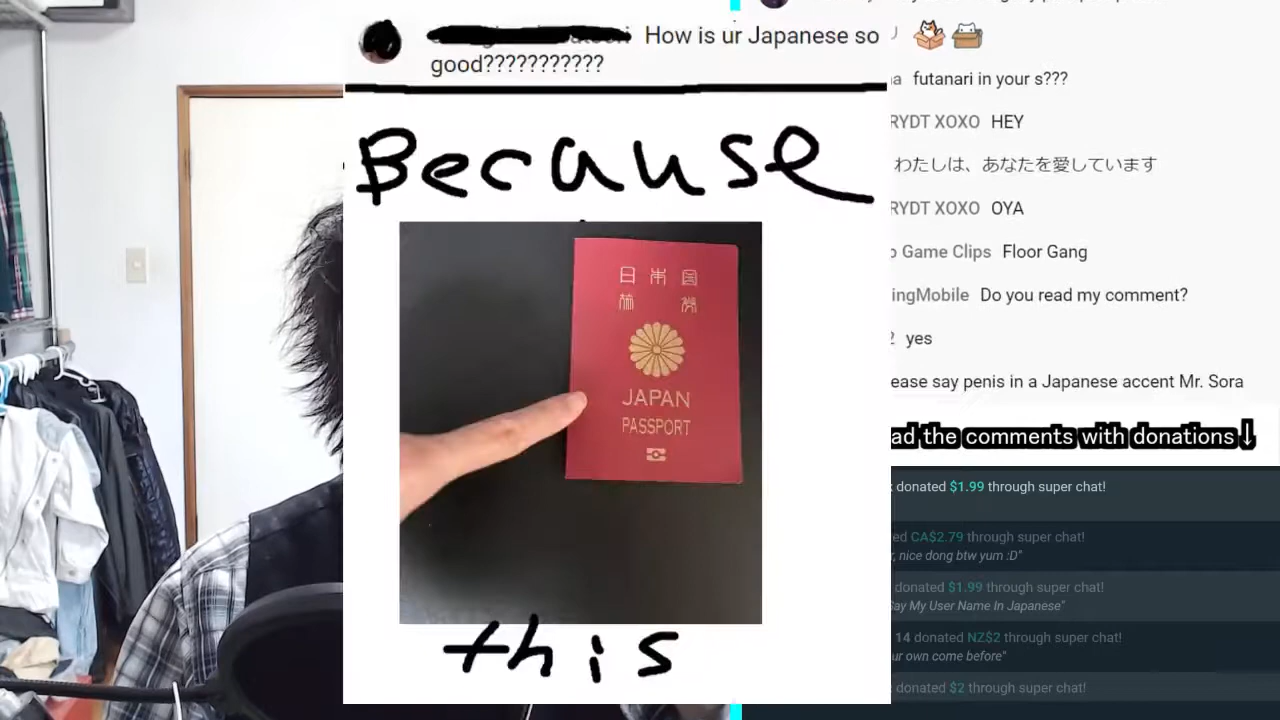 How is ur Japanese so
good???????????
Because
日本国
旅券
JAPAN
PASSPORT
this
futanari in your s???
RYDT XOXO HEY
わたしは、あなたを愛しています
RYDT XOXO OYA
Game Clips Floor Gang
ingMobile Do you read my comment?
yes
ease say penis in a Japanese accent Mr. Sora
ad the comments with donations↓
donated $1.99 through super chat!
ed CA$2.79 through super chat!
, nice dong btw yum :D"
donated $1.99 through super chat!
Say My User Name In Japanese"
14 donated NZ$2 through super chat!
ur own come before"
donated $2 through super chat!